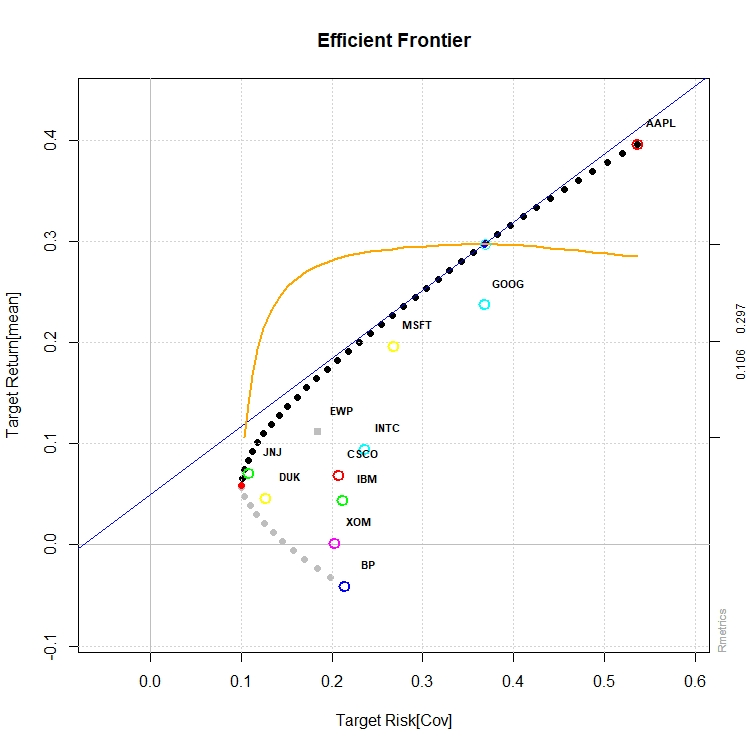 Efficient Frontier
Target Return[mean]
0.4
0.3
0.2
0.1
0.0
-0.1
AAPL
GOOG
MSFT
EWP
INTC
CSCO
JNJ
DUK
IBM
XOM
BP
0.106 0.297
Rmetrics
0.0 0.1 0.2 0.3 0.4 0.5 0.6
Target Risk[Cov]